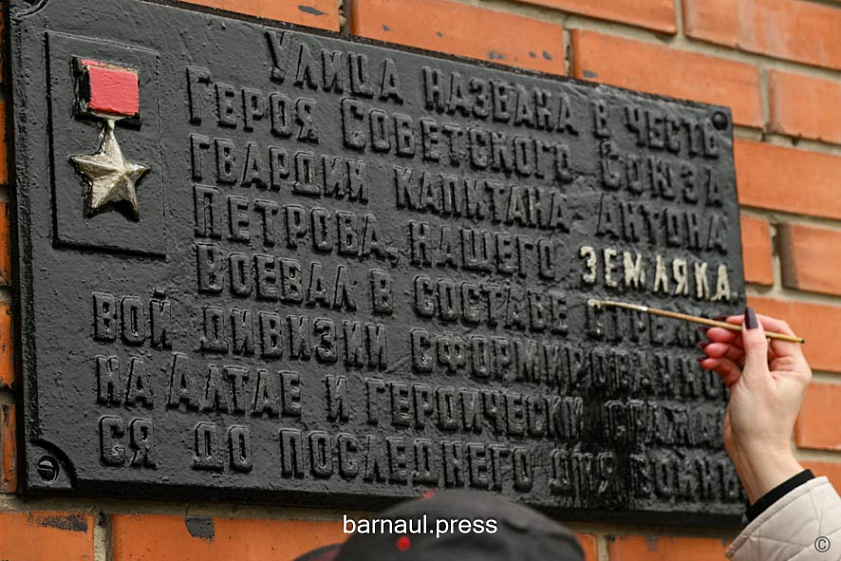 Улица названа в честь
Героя Советского Союза
гвардии капитана Антона
Петрова, нашего земляка
Воевал в составе стрелко-
вой дивизии сформированной
на Алтае и героически сражал-
ся до последнего дня войны
barnaul.press
©